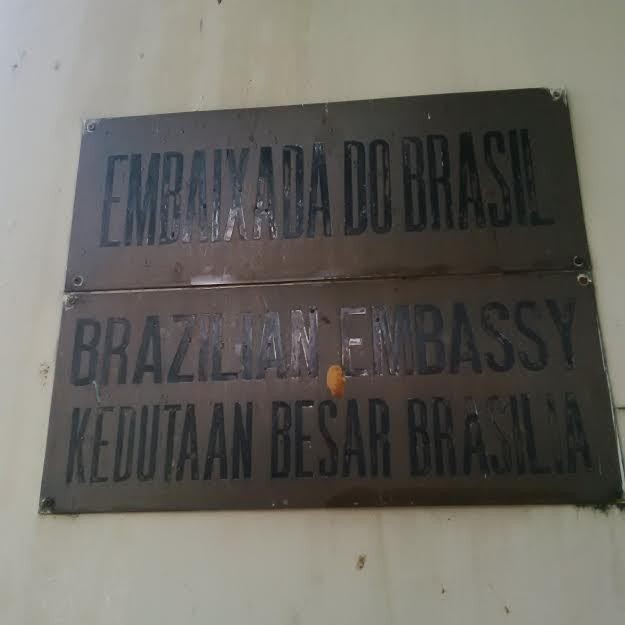 EMBAIXADA DO BRASIL
BRAZILIAN EMBASSY
KEDUTAAN BESAR BRASILIA